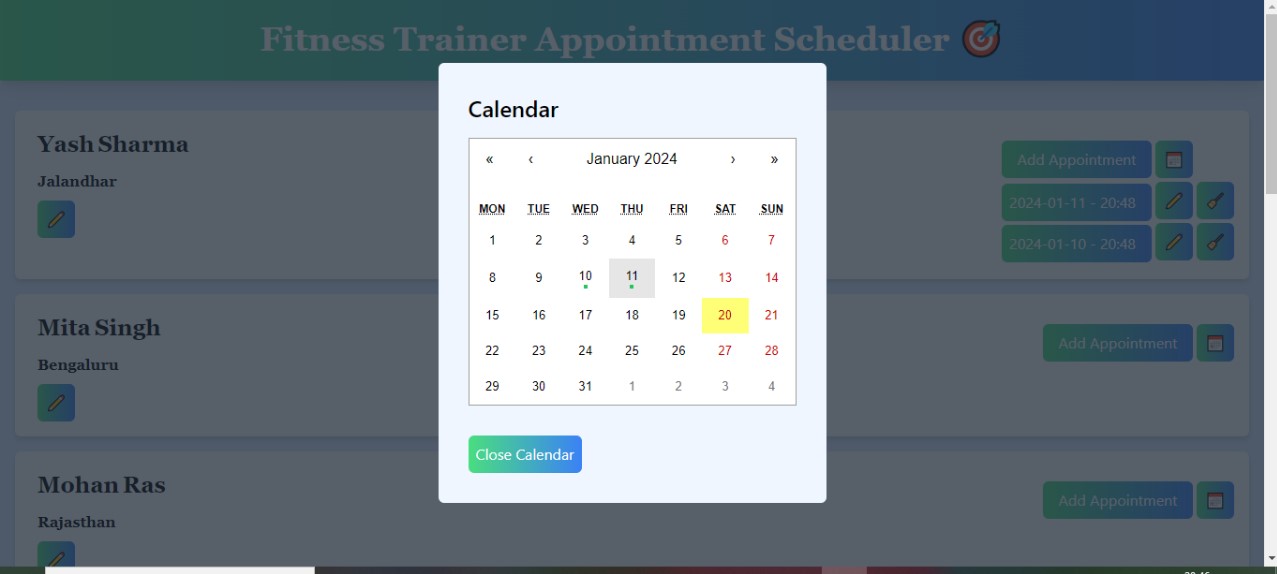 Fitness Trainer Appointment Scheduler
Calendar
« ‹ January 2024 › »
MON TUE WED THU FRI SAT SUN
1 2 3 4 5 6 7
8 9 10 11 12 13 14
15 16 17 18 19 20 21
22 23 24 25 26 27 28
29 30 31 1 2 3 4
Close Calendar
Yash Sharma
Jalandhar
Add Appointment
2024-01-11 - 20:48
2024-01-10 - 20:48
Mita Singh
Bengaluru
Add Appointment
Mohan Ras
Rajasthan
Add Appointment